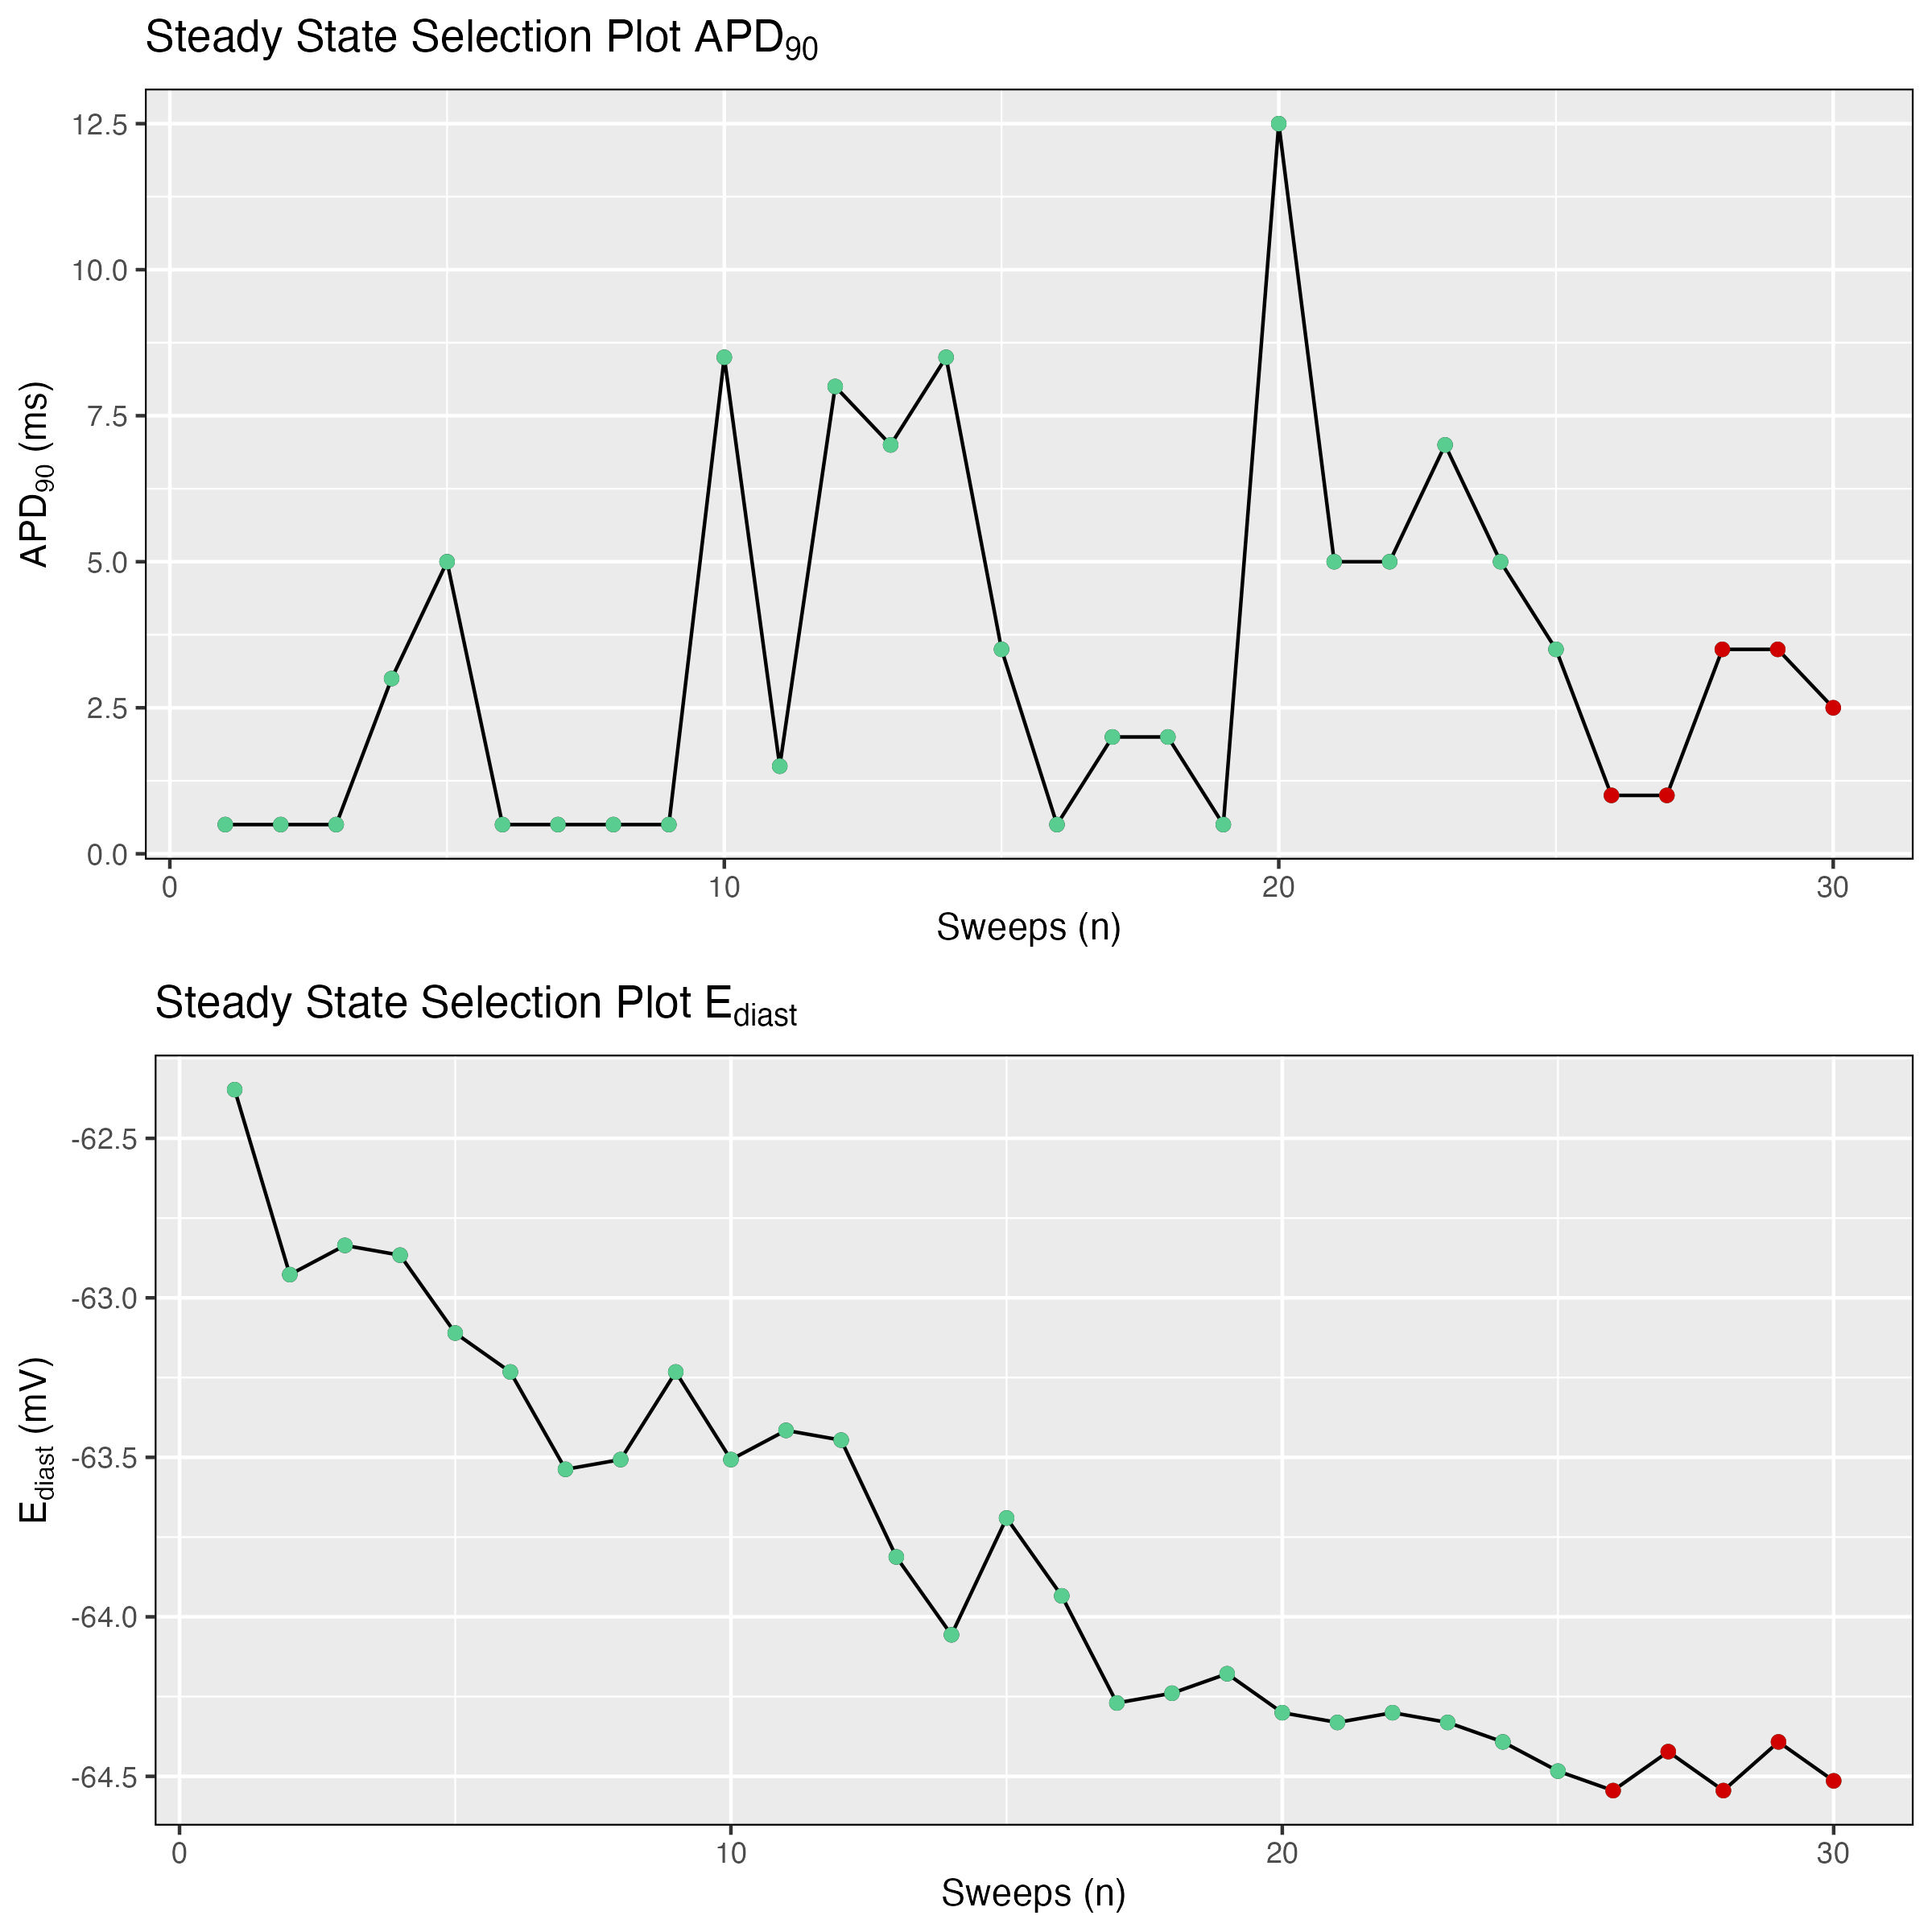 Steady State Selection Plot APD90
12.5
10.0
7.5
5.0
2.5
0.0
APD90 (ms)
0 10 20 30
Sweeps (n)
Steady State Selection Plot Ediast
-62.5
-63.0
-63.5
-64.0
-64.5
Ediast (mV)
0 10 20 30
Sweeps (n)